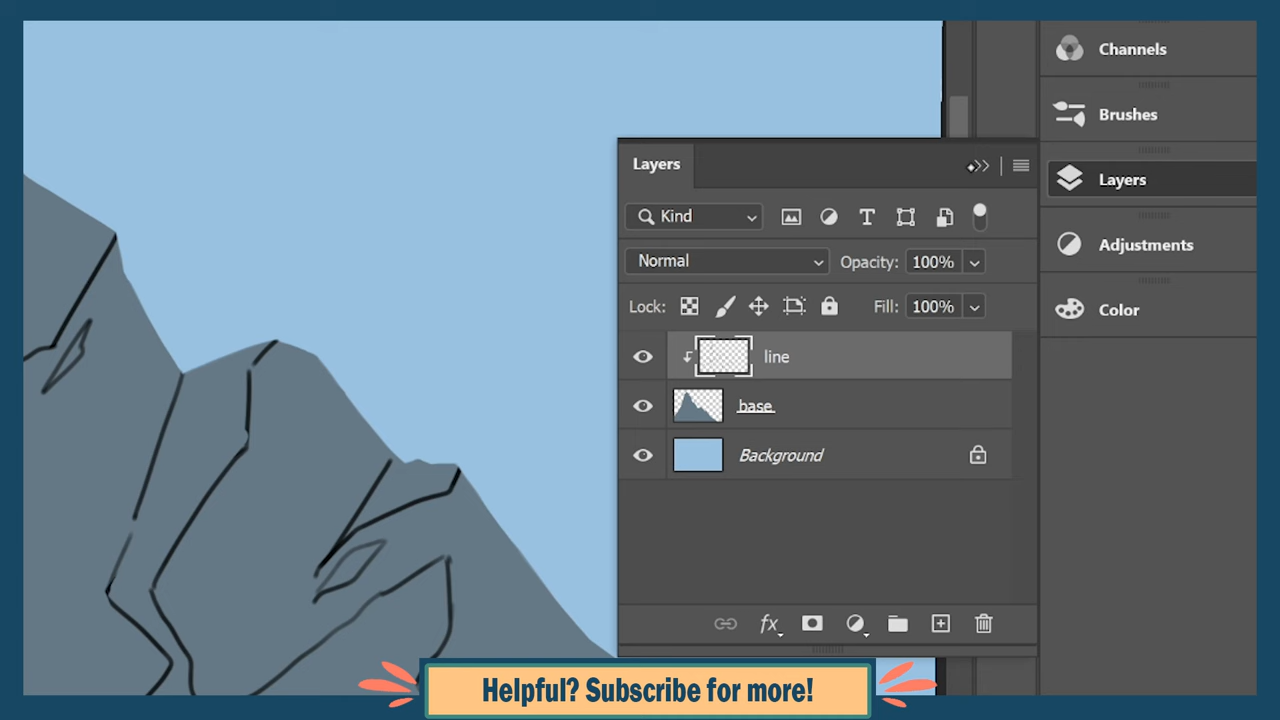 Channels
Brushes
Layers
Layers
Kind
Normal
Opacity: 100%
Adjustments
Lock:
Fill: 100%
Color
line
base
Background
fx
Helpful? Subscribe for more!